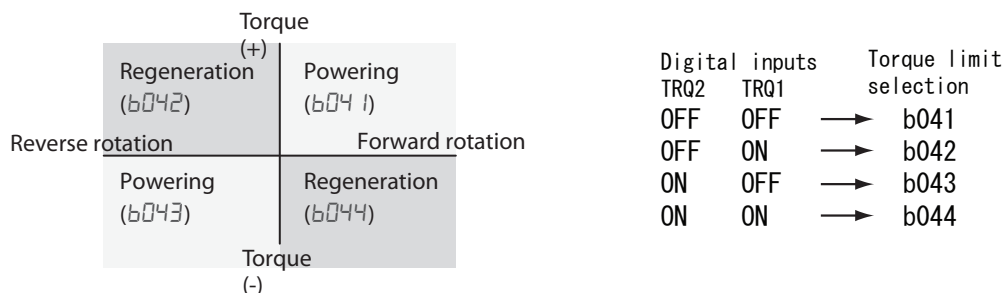 Torque
(+)
Regeneration
(b042)
Powering
(b041)
Reverse rotation
Forward rotation
Powering
(b043)
Regeneration
(b044)
Torque
(-)
Digital inputs Torque limit
TRQ2 TRQ1 selection
OFF OFF → b041
OFF ON → b042
ON OFF → b043
ON ON → b044